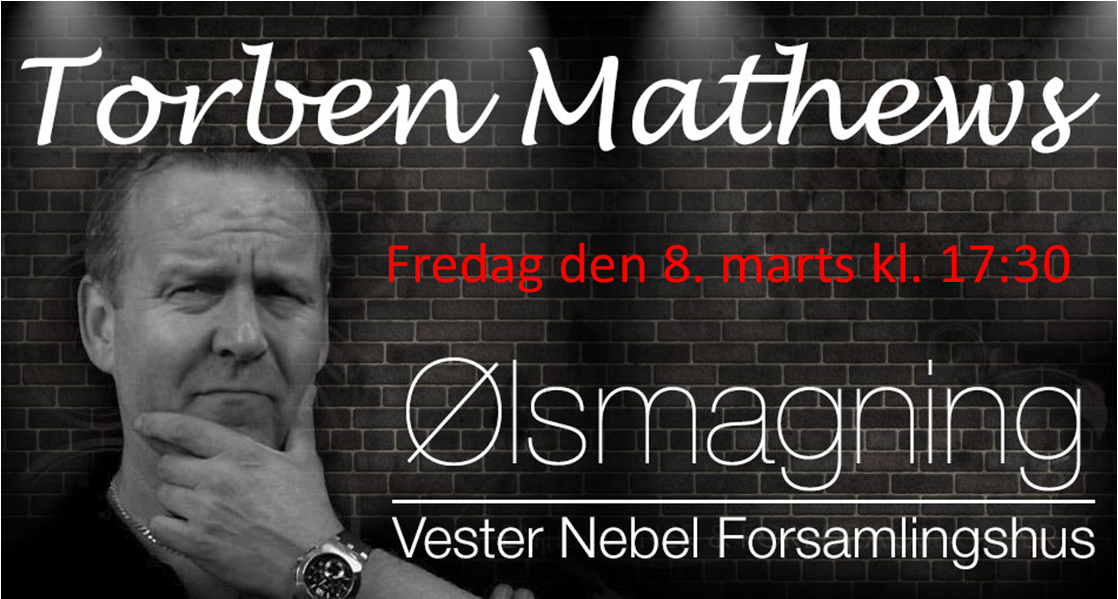 Torben Mathews
Fredag den 8. marts kl. 17:30
Ølsmagning
Vester Nebel Forsamlingshus